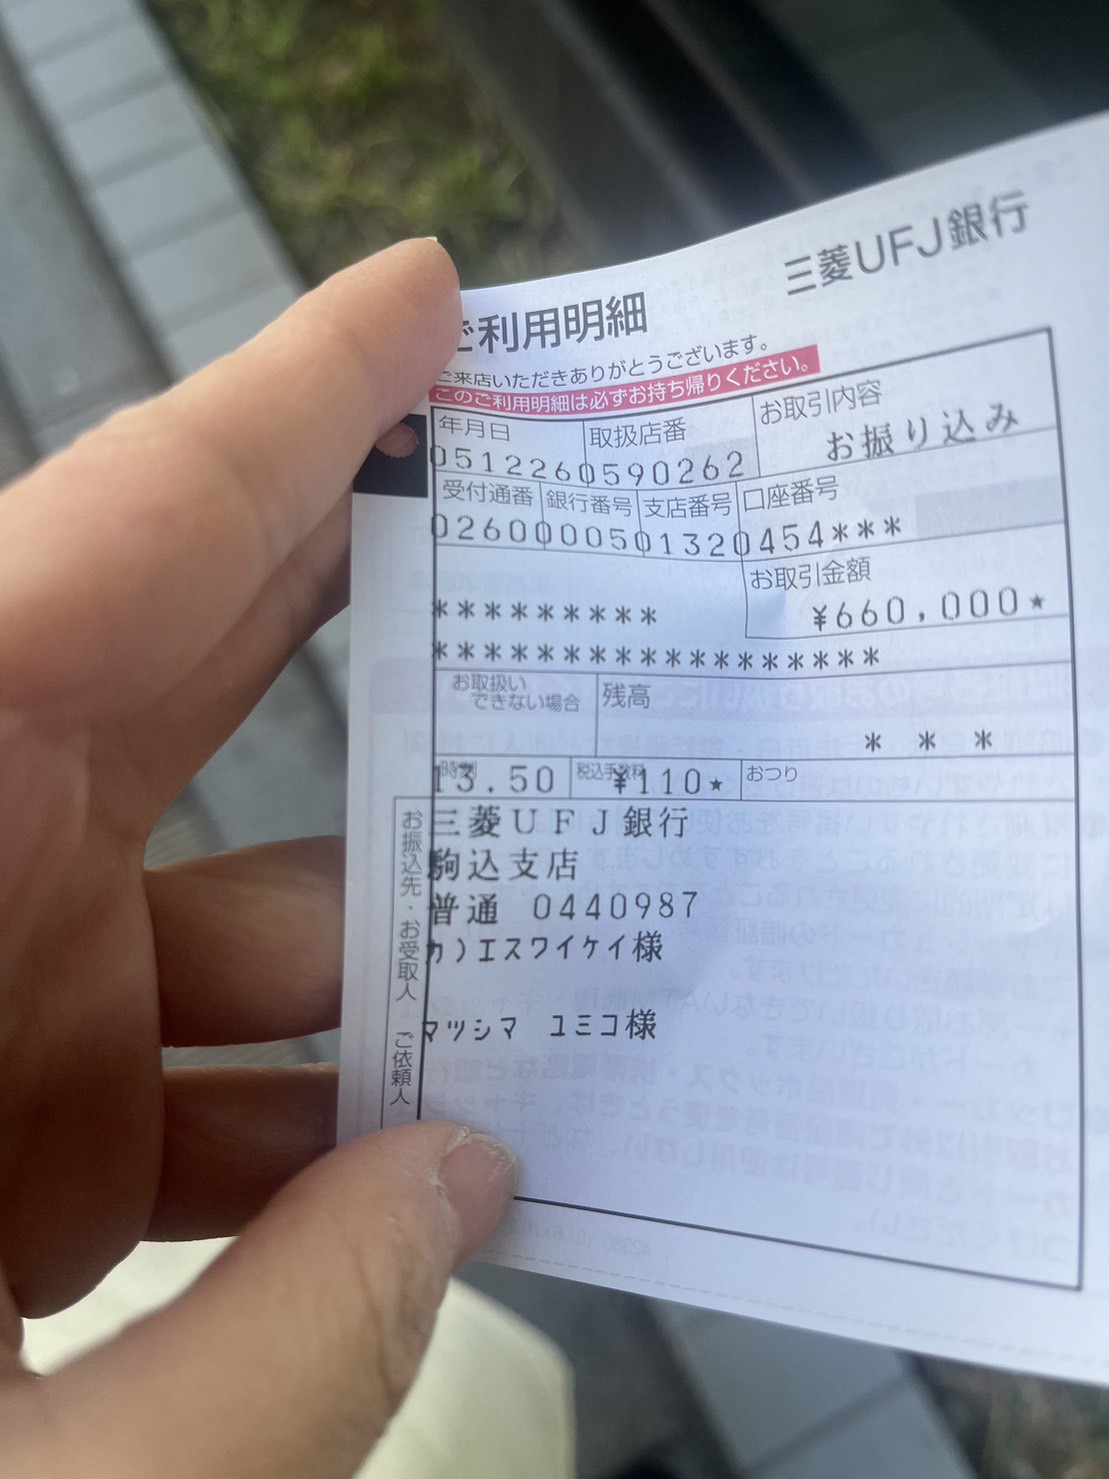 三菱UFJ銀行
ご利用明細
ご来店いただきありがとうございます。
このご利用明細は必ずお持ち帰りください。
年月日 取扱店番 お取引内容
051226 0590262 お振り込み
受付通番 銀行番号 支店番号 口座番号
0260 0005 0132 0454***
お取引金額
¥660,000★
*********
******************
お取扱いできない場合 残高
* * *
時刻 税込手数料 おつり
13.50 ¥110★
お振込先・お受取人 ご依頼人
三菱UFJ銀行
駒込支店
普通 0440987
カ)エスワイケイ様
マツシマ ユミコ様